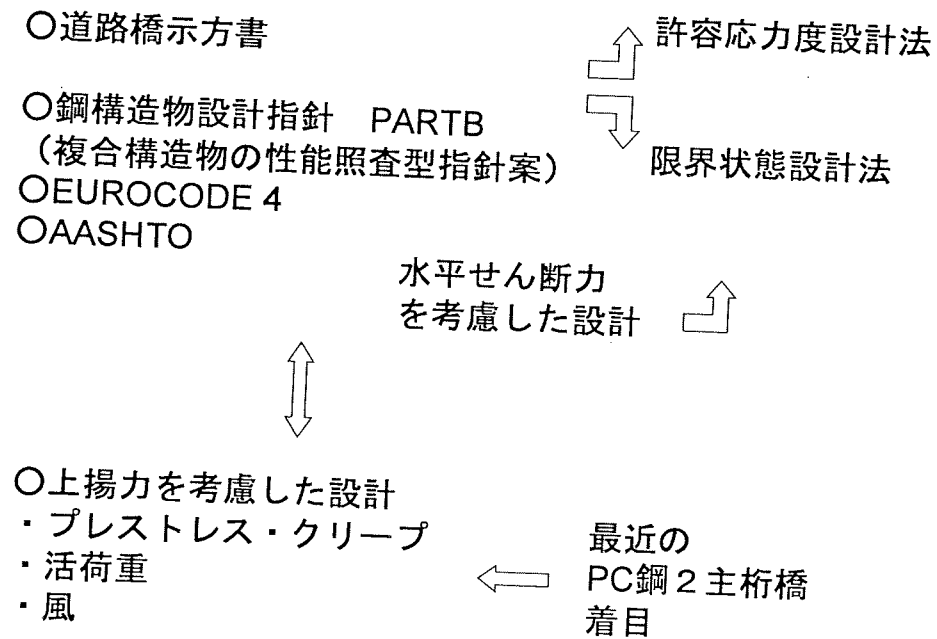 ○道路橋示方書
許容応力度設計法
○鋼構造物設計指針　PARTB
（複合構造物の性能照査型指針案）
限界状態設計法
○EUROCODE 4
○AASHTO
水平せん断力
を考慮した設計
○上揚力を考慮した設計
・プレストレス・クリープ
・活荷重
・風
最近の
PC鋼２主桁橋
着目